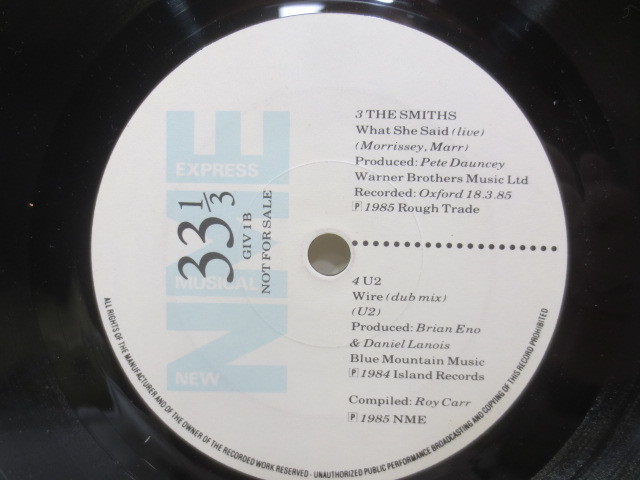 NME
NEW MUSICAL EXPRESS
33 1/3
GIV 1 B
NOT FOR SALE
3 THE SMITHS
What She Said (live)
(Morrissey, Marr)
Produced: Pete Dauncey
Warner Brothers Music Ltd
Recorded: Oxford 18.3.85
Ⓟ 1985 Rough Trade
4 U2
Wire (dub mix)
(U2)
Produced: Brian Eno
& Daniel Lanois
Blue Mountain Music
Ⓟ 1984 Island Records
Compiled: Roy Carr
Ⓟ 1985 NME
ALL RIGHTS OF THE MANUFACTURER AND OF THE OWNER OF THE RECORDED WORK RESERVED - UNAUTHORIZED PUBLIC PERFORMANCE BROADCASTING AND COPYING OF THIS RECORD PROHIBITED